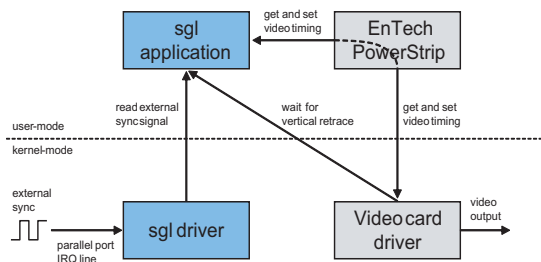 sgl
application
get and set
video timing
EnTech
PowerStrip
read external
sync signal
wait for
vertical retrace
get and set
video timing
user-mode
kernel-mode
external
sync
parallel port
IRQ line
sgl driver
Video card
driver
video
output